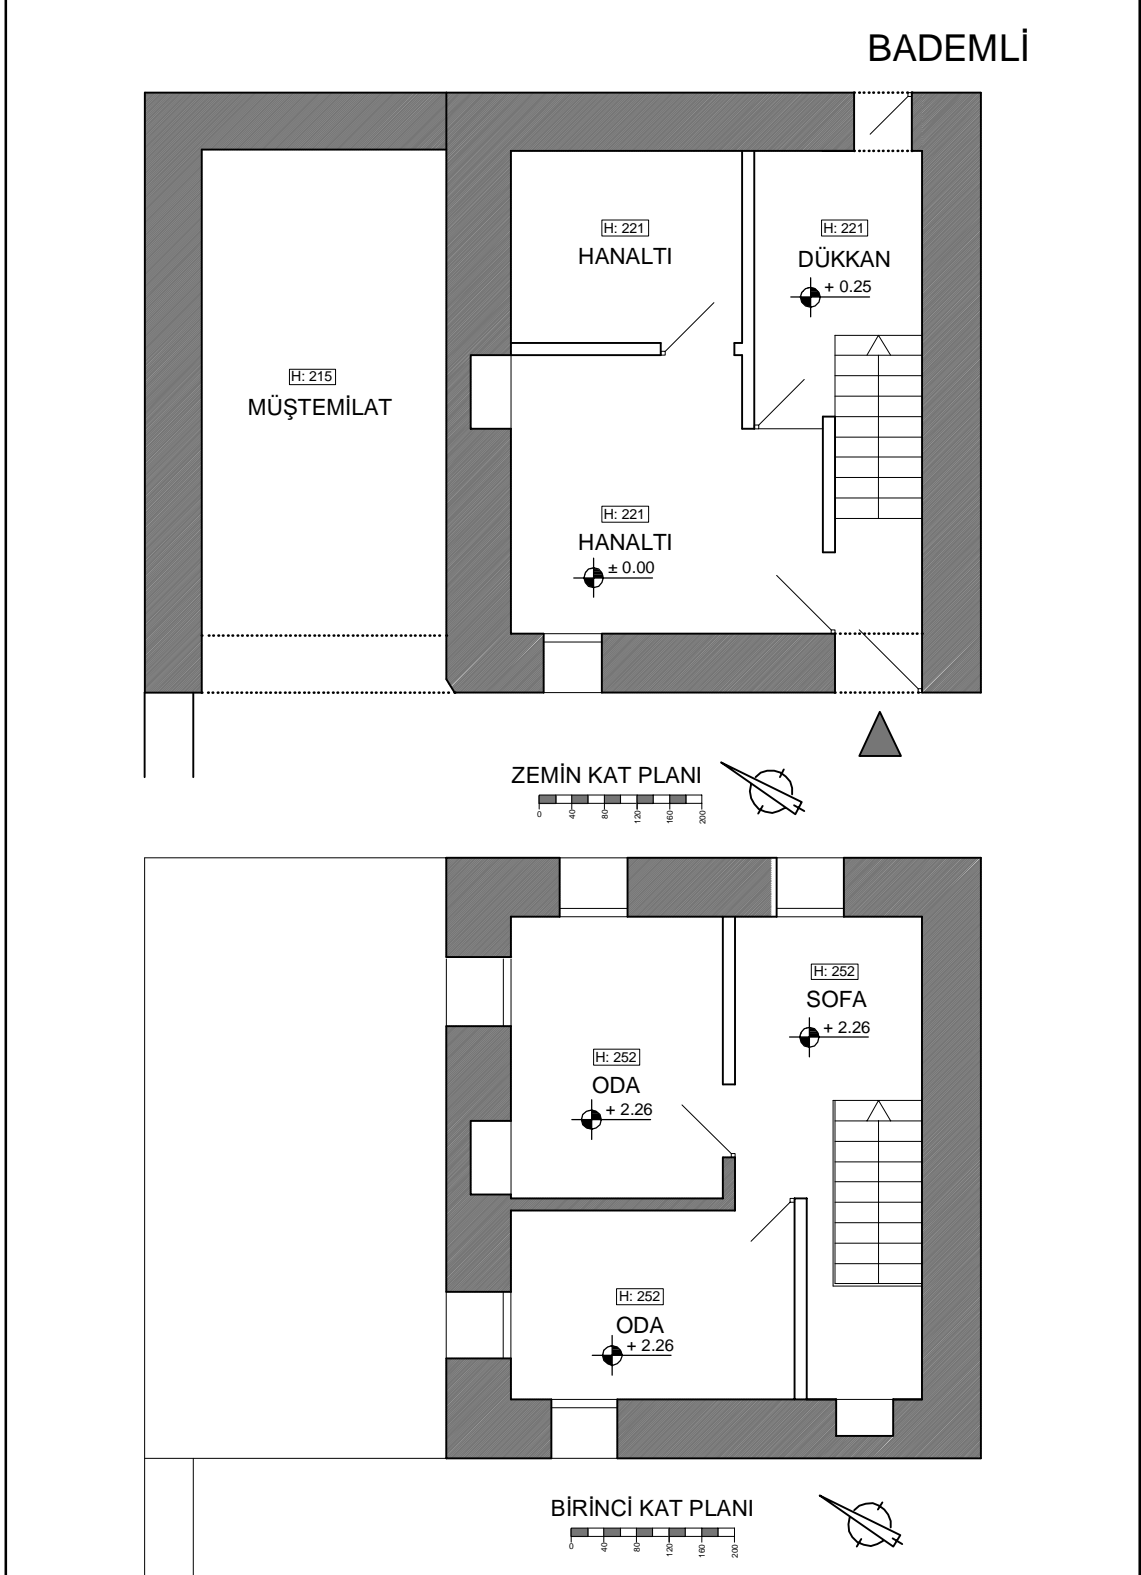 BADEMLİ
H: 221
HANALTI
H: 221
DÜKKAN
+ 0.25
H: 215
MÜŞTEMİLAT
H: 221
HANALTI
± 0.00
ZEMİN KAT PLANI
0 40 80 120 160 200
H: 252
SOFA
+ 2.26
H: 252
ODA
+ 2.26
H: 252
ODA
+ 2.26
BİRİNCİ KAT PLANI
0 40 80 120 160 200